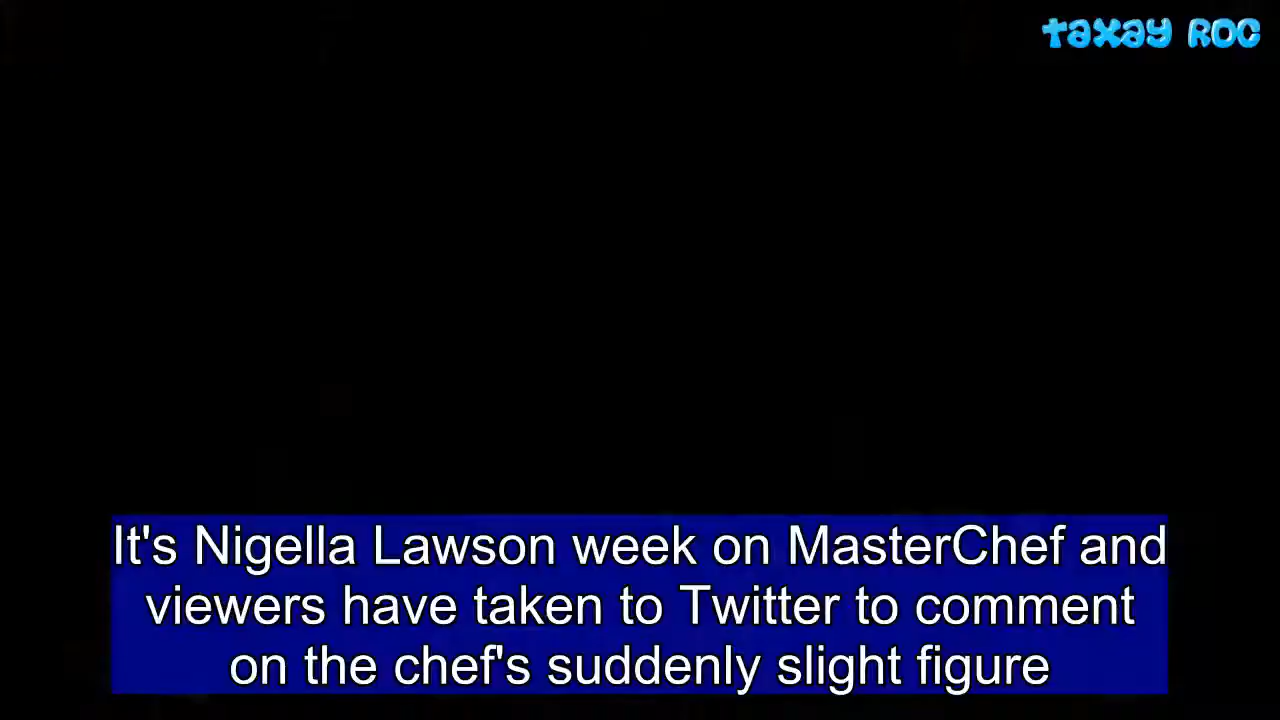 Taxay ROC
It's Nigella Lawson week on MasterChef and
viewers have taken to Twitter to comment
on the chef's suddenly slight figure